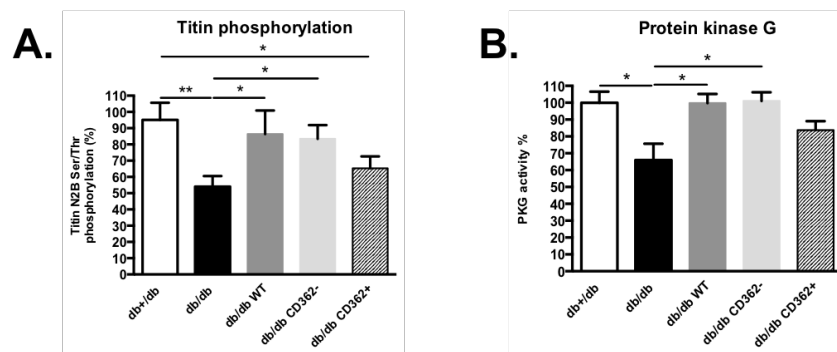 A.
Titin phosphorylation
*
*
**
*
Titin N2B Ser/Thr
phosphorylation (%)
110
100
90
80
70
60
50
40
30
20
10
0
db+/db
db/db
db/db WT
db/db CD362-
db/db CD362+
B.
Protein kinase G
*
*
*
PKG activity %
110
100
90
80
70
60
50
40
30
20
10
0
db+/db
db/db
db/db WT
db/db CD362-
db/db CD362+